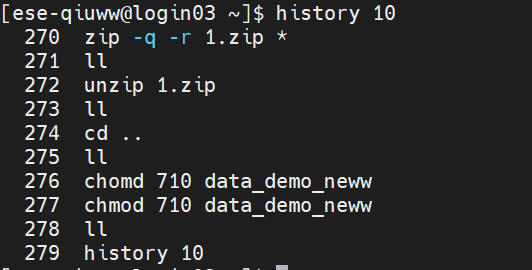 [ese-qiuww@login03 ~]$ history 10
270 zip -q -r 1.zip *
271 ll
272 unzip 1.zip
273 ll
274 cd ..
275 ll
276 chomd 710 data_demo_neww
277 chmod 710 data_demo_neww
278 ll
279 history 10